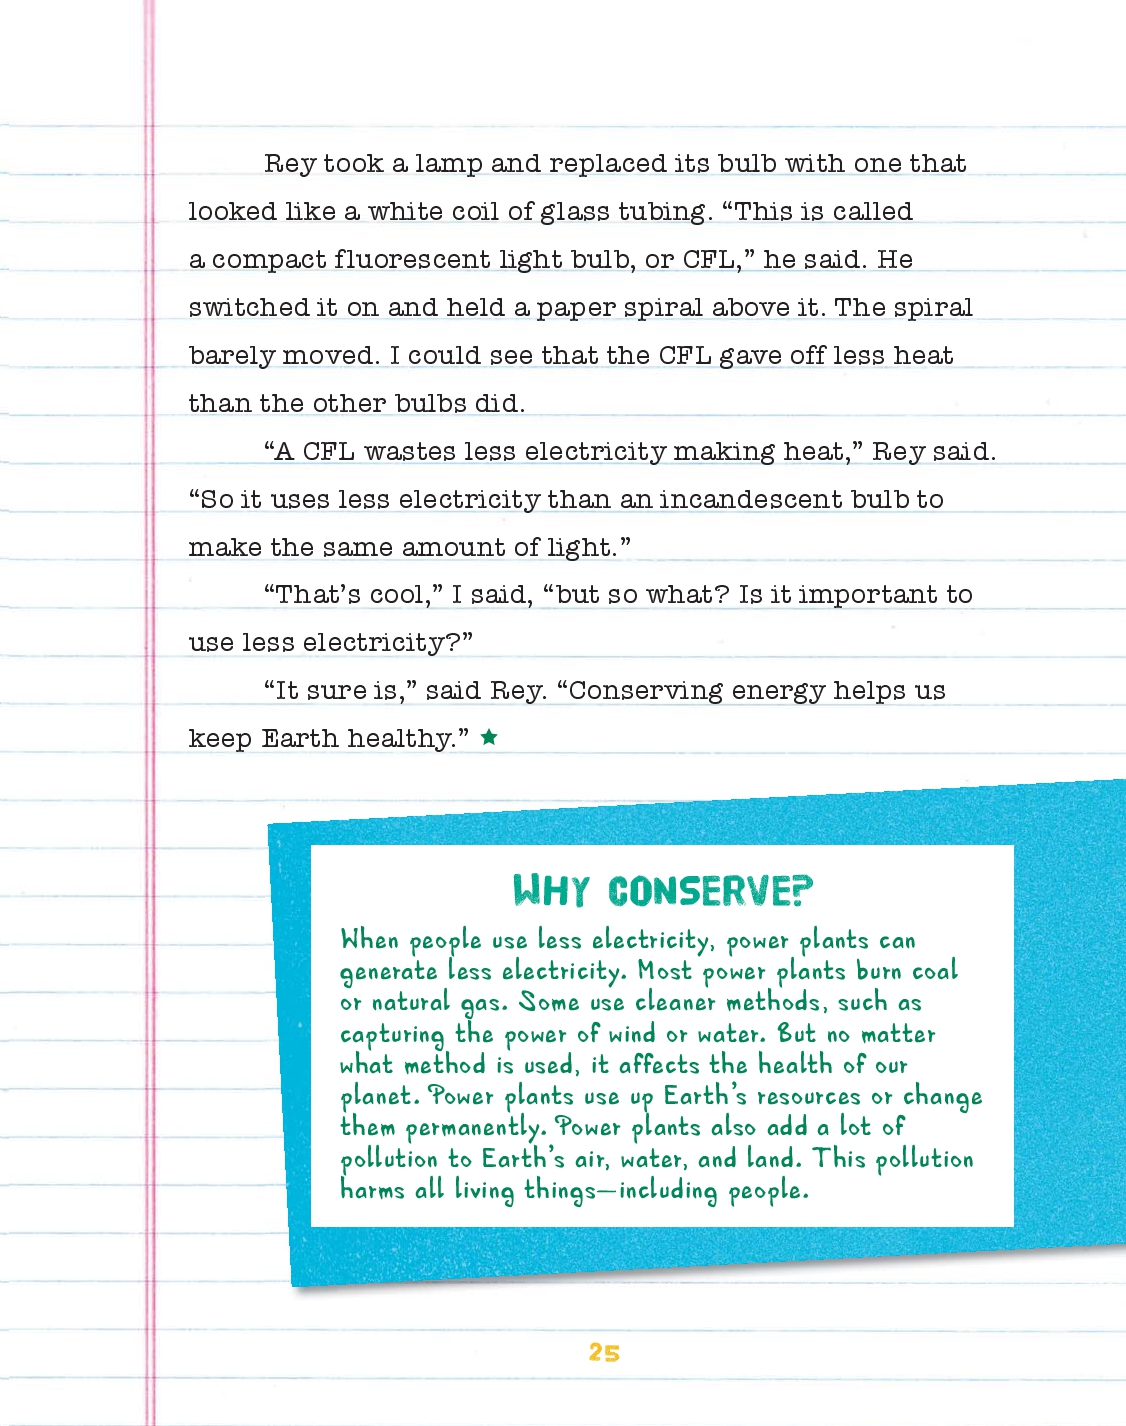 Rey took a lamp and replaced its bulb with one that
looked like a white coil of glass tubing. “This is called
a compact fluorescent light bulb, or CFL,” he said. He
switched it on and held a paper spiral above it. The spiral
barely moved. I could see that the CFL gave off less heat
than the other bulbs did.
“A CFL wastes less electricity making heat,” Rey said.
“So it uses less electricity than an incandescent bulb to
make the same amount of light.”
“That’s cool,” I said, “but so what? Is it important to
use less electricity?”
“It sure is,” said Rey. “Conserving energy helps us
keep Earth healthy.” ★
WHY CONSERVE?
When people use less electricity, power plants can
generate less electricity. Most power plants burn coal
or natural gas. Some use cleaner methods, such as
capturing the power of wind or water. But no matter
what method is used, it affects the health of our
planet. Power plants use up Earth’s resources or change
them permanently. Power plants also add a lot of
pollution to Earth’s air, water, and land. This pollution
harms all living things—including people.
25